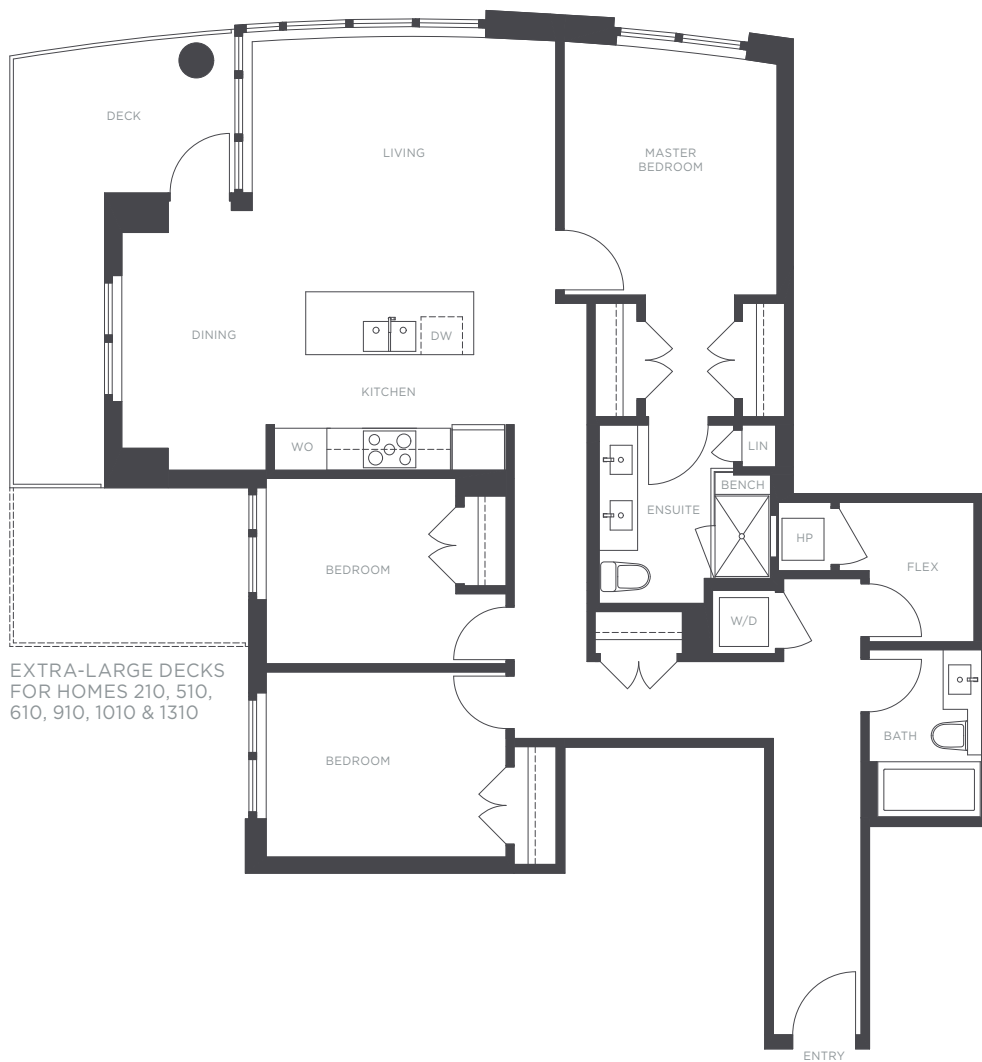 DECK
LIVING
MASTER
BEDROOM
DINING
DW
KITCHEN
WO
LIN
BENCH
ENSUITE
HP
FLEX
BEDROOM
W/D
EXTRA-LARGE DECKS
FOR HOMES 210, 510,
610, 910, 1010 & 1310
BATH
BEDROOM
ENTRY